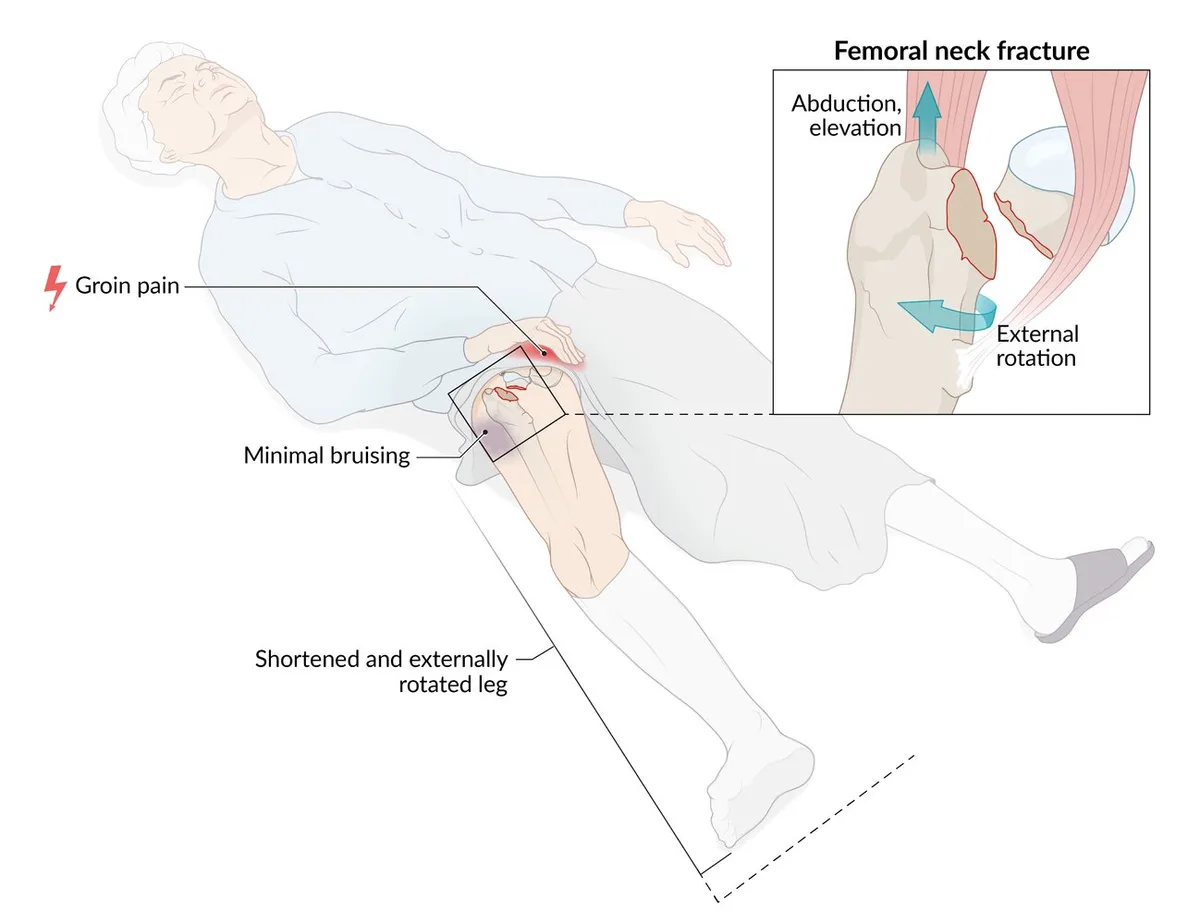 Femoral neck fracture
Abduction,
elevation
External
rotation
Groin pain
Minimal bruising
Shortened and externally
rotated leg